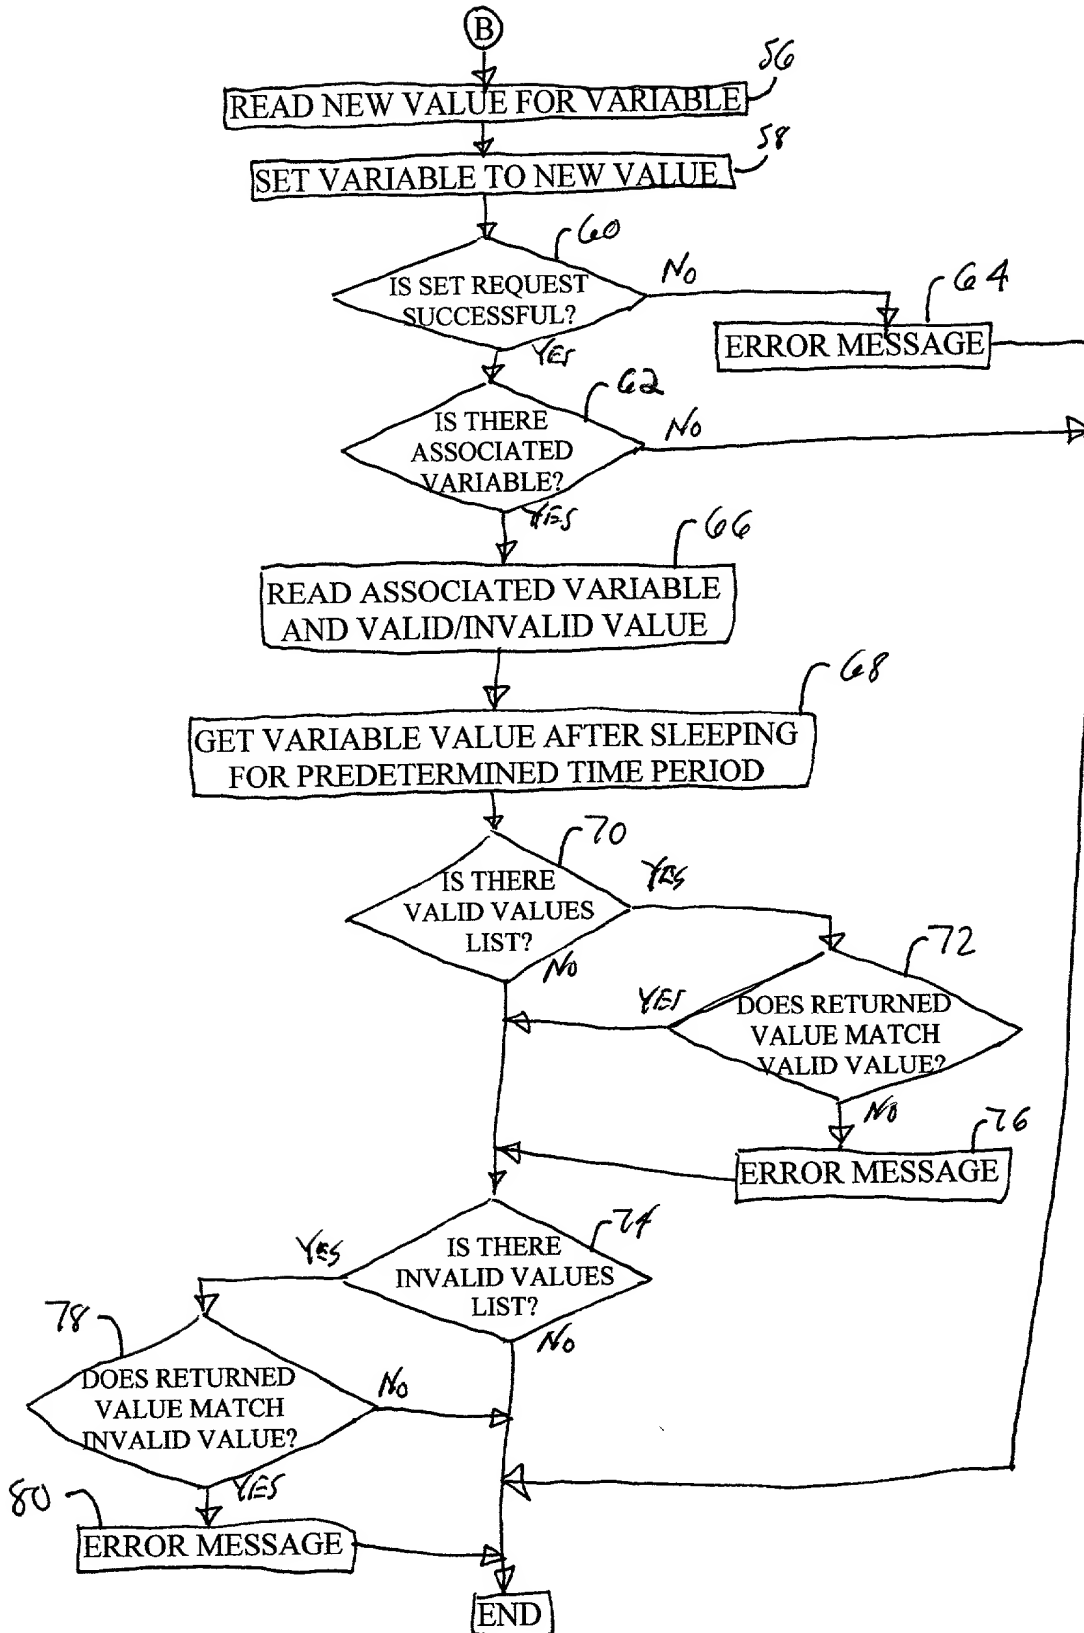 B
56
READ NEW VALUE FOR VARIABLE
58
SET VARIABLE TO NEW VALUE
60
IS SET REQUEST
SUCCESSFUL?
NO
64
ERROR MESSAGE
YES
62
IS THERE
ASSOCIATED
VARIABLE?
NO
YES
66
READ ASSOCIATED VARIABLE
AND VALID/INVALID VALUE
68
GET VARIABLE VALUE AFTER SLEEPING
FOR PREDETERMINED TIME PERIOD
70
IS THERE
VALID VALUES
LIST?
YES
NO
72
DOES RETURNED
VALUE MATCH
VALID VALUE?
YES
NO
76
ERROR MESSAGE
74
IS THERE
INVALID VALUES
LIST?
YES
NO
78
DOES RETURNED
VALUE MATCH
INVALID VALUE?
NO
YES
80
ERROR MESSAGE
END